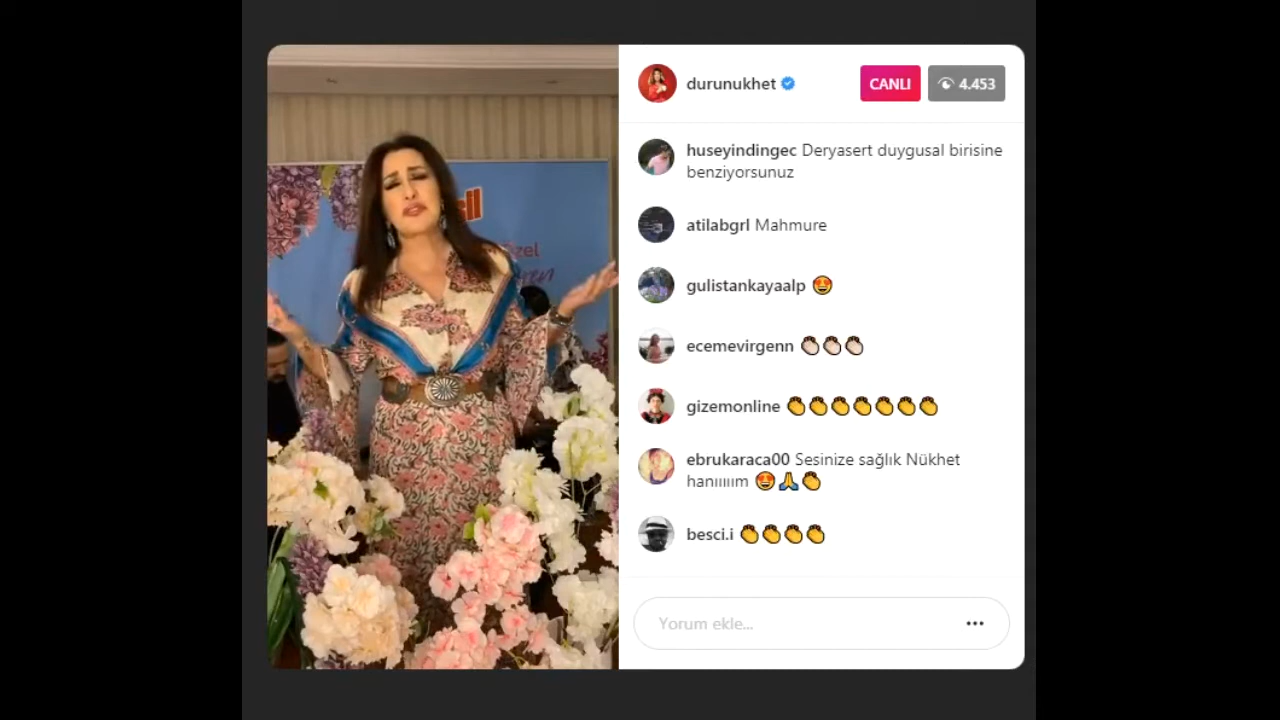 durunukhet
CANLI
4.453
huseyindingec Deryasert duygusal birisine
benziyorsunuz
atilabgrl Mahmure
gulistankayaalp 🤩
ecemevirgenn 👏🏻👏🏻👏🏻
gizemonline 👏👏👏👏👏👏👏
ebrukaraca00 Sesinize sağlık Nükhet
hanıııııım 🤩🙏👏
besci.i 👏👏👏👏
Yorum ekle...